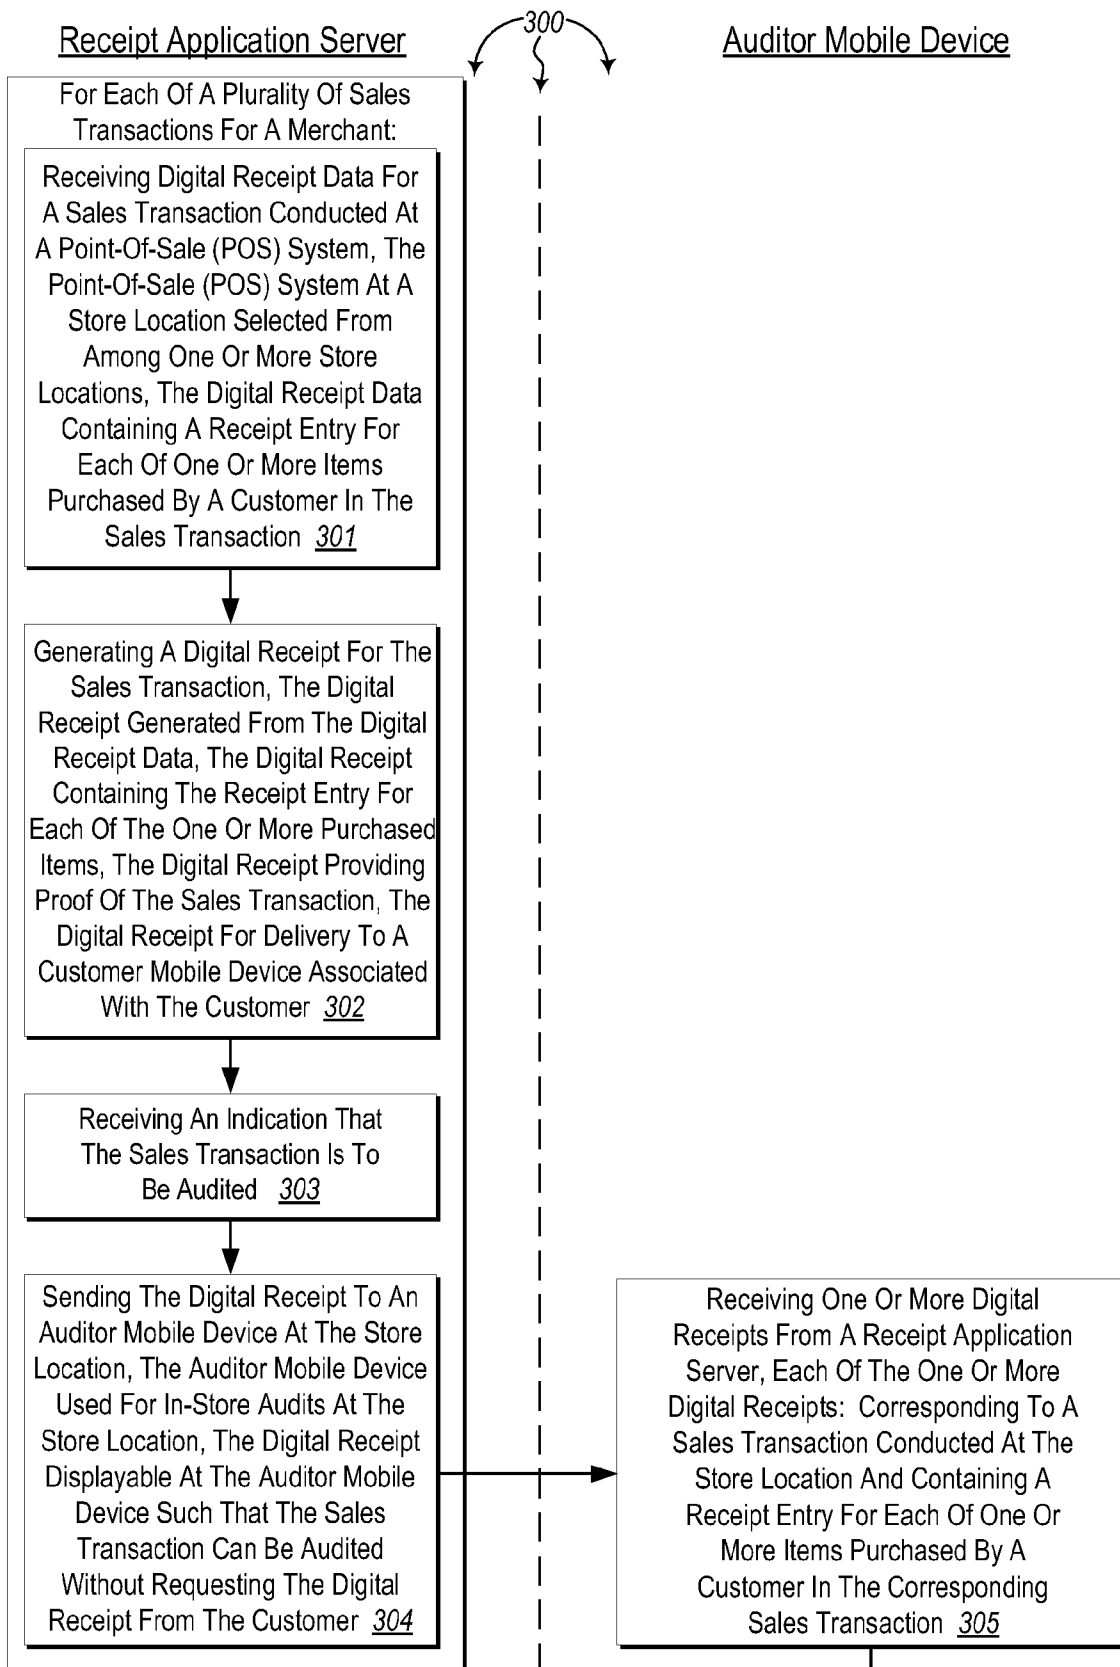 300
Receipt Application Server
Auditor Mobile Device
For Each Of A Plurality Of Sales
Transactions For A Merchant:
Receiving Digital Receipt Data For
A Sales Transaction Conducted At
A Point-Of-Sale (POS) System, The
Point-Of-Sale (POS) System At A
Store Location Selected From
Among One Or More Store
Locations, The Digital Receipt Data
Containing A Receipt Entry For
Each Of One Or More Items
Purchased By A Customer In The
Sales Transaction 301
Generating A Digital Receipt For The
Sales Transaction, The Digital
Receipt Generated From The Digital
Receipt Data, The Digital Receipt
Containing The Receipt Entry For
Each Of The One Or More Purchased
Items, The Digital Receipt Providing
Proof Of The Sales Transaction, The
Digital Receipt For Delivery To A
Customer Mobile Device Associated
With The Customer 302
Receiving An Indication That
The Sales Transaction Is To
Be Audited 303
Sending The Digital Receipt To An
Auditor Mobile Device At The Store
Location, The Auditor Mobile Device
Used For In-Store Audits At The
Store Location, The Digital Receipt
Displayable At The Auditor Mobile
Device Such That The Sales
Transaction Can Be Audited
Without Requesting The Digital
Receipt From The Customer 304
Receiving One Or More Digital
Receipts From A Receipt Application
Server, Each Of The One Or More
Digital Receipts: Corresponding To A
Sales Transaction Conducted At The
Store Location And Containing A
Receipt Entry For Each Of One Or
More Items Purchased By A
Customer In The Corresponding
Sales Transaction 305